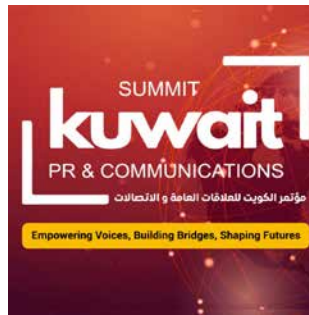 SUMMIT
kuwait
PR & COMMUNICATIONS
مؤتمر الكويت للعلاقات العامة و الاتصالات
Empowering Voices, Building Bridges, Shaping Futures